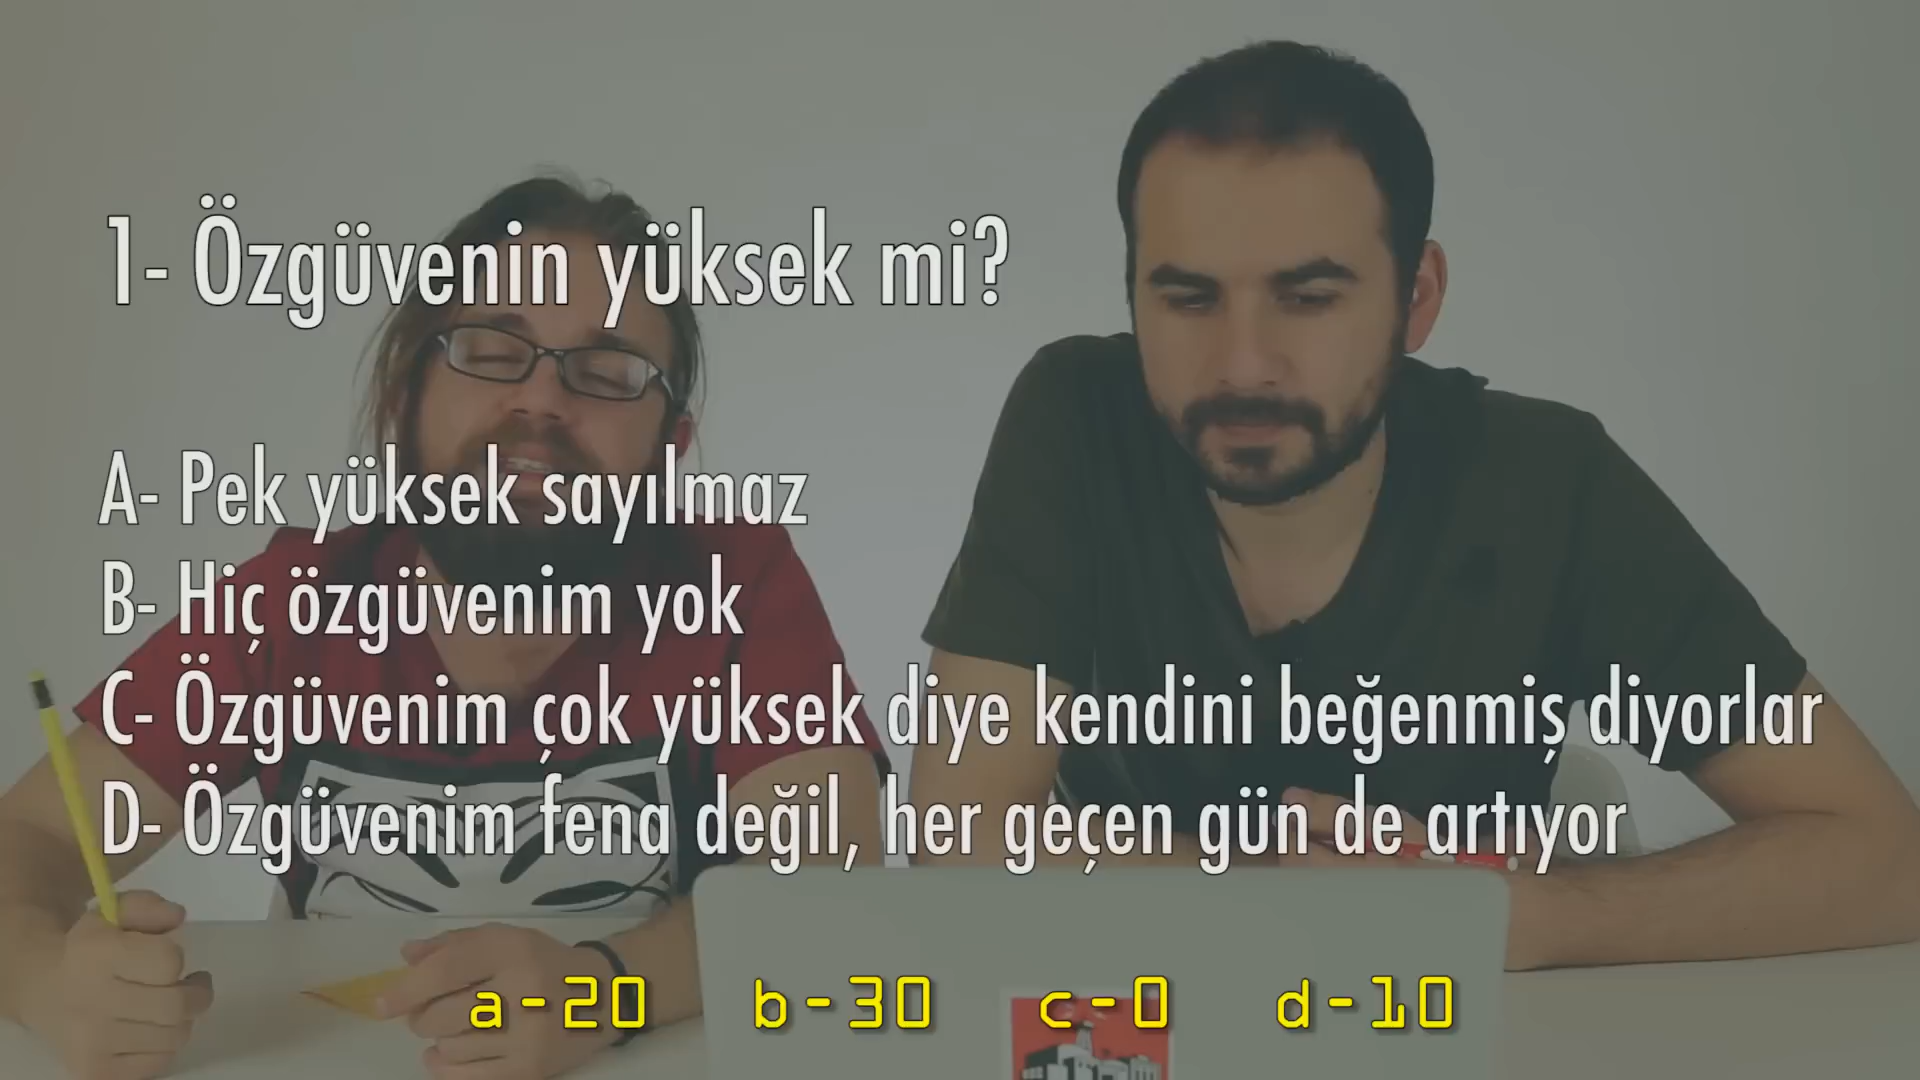 1- Özgüvenin yüksek mi?
A- Pek yüksek sayılmaz
B- Hiç özgüvenim yok
C- Özgüvenim çok yüksek diye kendini beğenmiş diyorlar
D- Özgüvenim fena değil, her geçen gün de artıyor
a-20 b-30 c-0 d-10